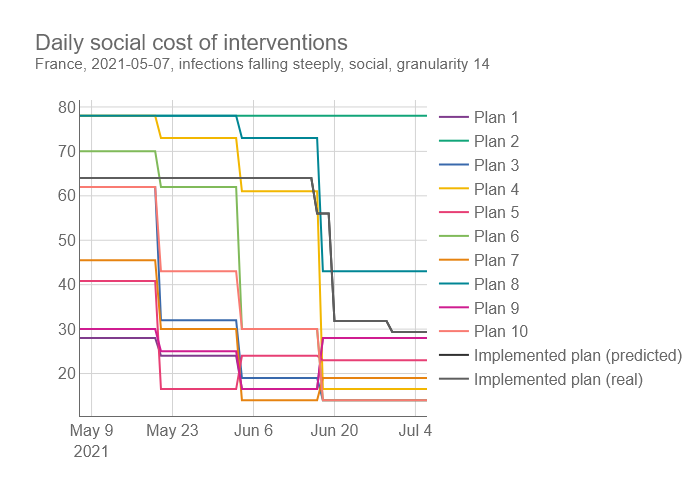 Daily social cost of interventions
France, 2021-05-07, infections falling steeply, social, granularity 14
80
70
60
50
40
30
20
May 9
2021
May 23
Jun 6
Jun 20
Jul 4
Plan 1
Plan 2
Plan 3
Plan 4
Plan 5
Plan 6
Plan 7
Plan 8
Plan 9
Plan 10
Implemented plan (predicted)
Implemented plan (real)